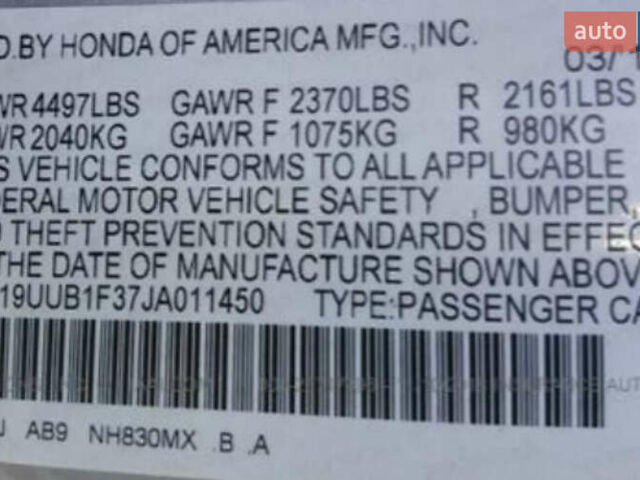 D.BY HONDA OF AMERICA MFG.,INC.
auto
03/1
WR 4497LBS GAWR F 2370LBS R 2161LBS
WR 2040KG GAWR F 1075KG R 980KG
S VEHICLE CONFORMS TO ALL APPLICABLE
DERAL MOTOR VEHICLE SAFETY , BUMPER,
THEFT PREVENTION STANDARDS IN EFFEC
THE DATE OF MANUFACTURE SHOWN ABOV
19UUB1F37JA011450 TYPE:PASSENGER CA
AB9 NH830MX .B .A